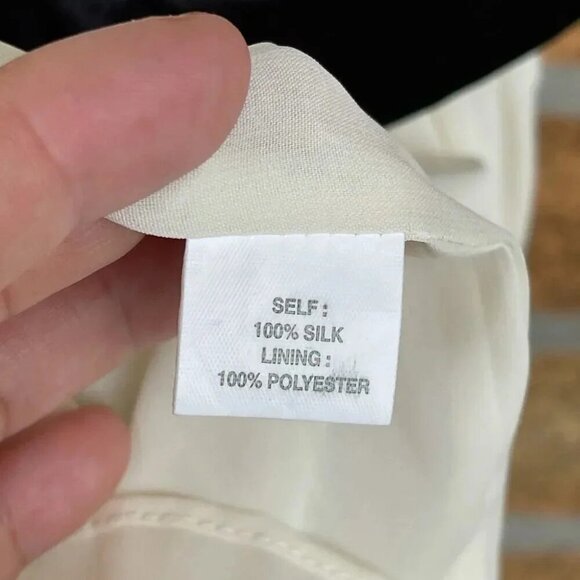 SELF :
100% SILK
LINING :
100% POLYESTER